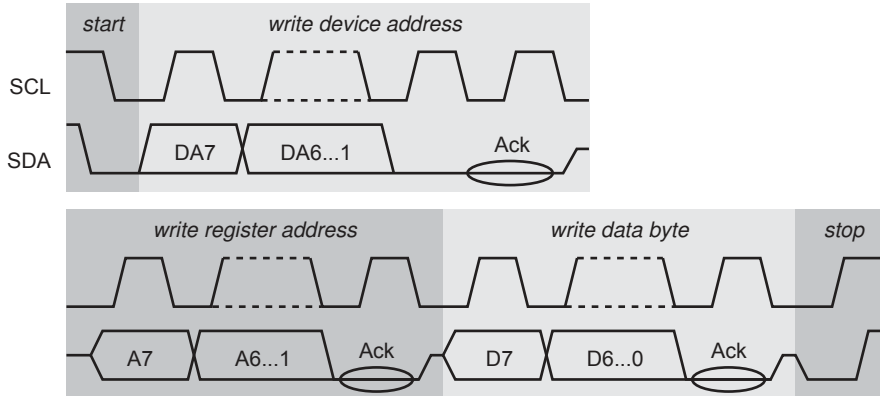 start write device address
SCL
SDA DA7 DA6...1 Ack
write register address write data byte stop
A7 A6...1 Ack D7 D6...0 Ack